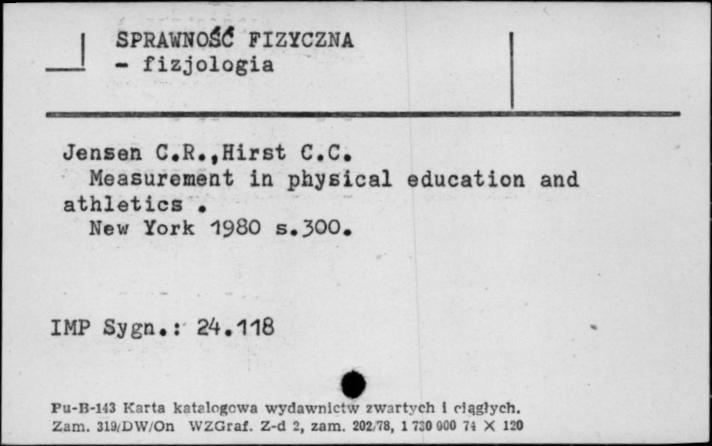 SPRAWNOŚĆ FIZYCZNA
- fizjologia
Jensen C.R.,Hirst C.C.
Measurement in physical education and
athletics .
New York 1980 s.300.
IMP Sygn.: 24.118
Pu-B-143 Karta katalogowa wydawnictw zwartych i ciągłych.
Zam. 319/DW/On WZGraf. Z-d 2, zam. 202/78, 1 730 000 74 X 120